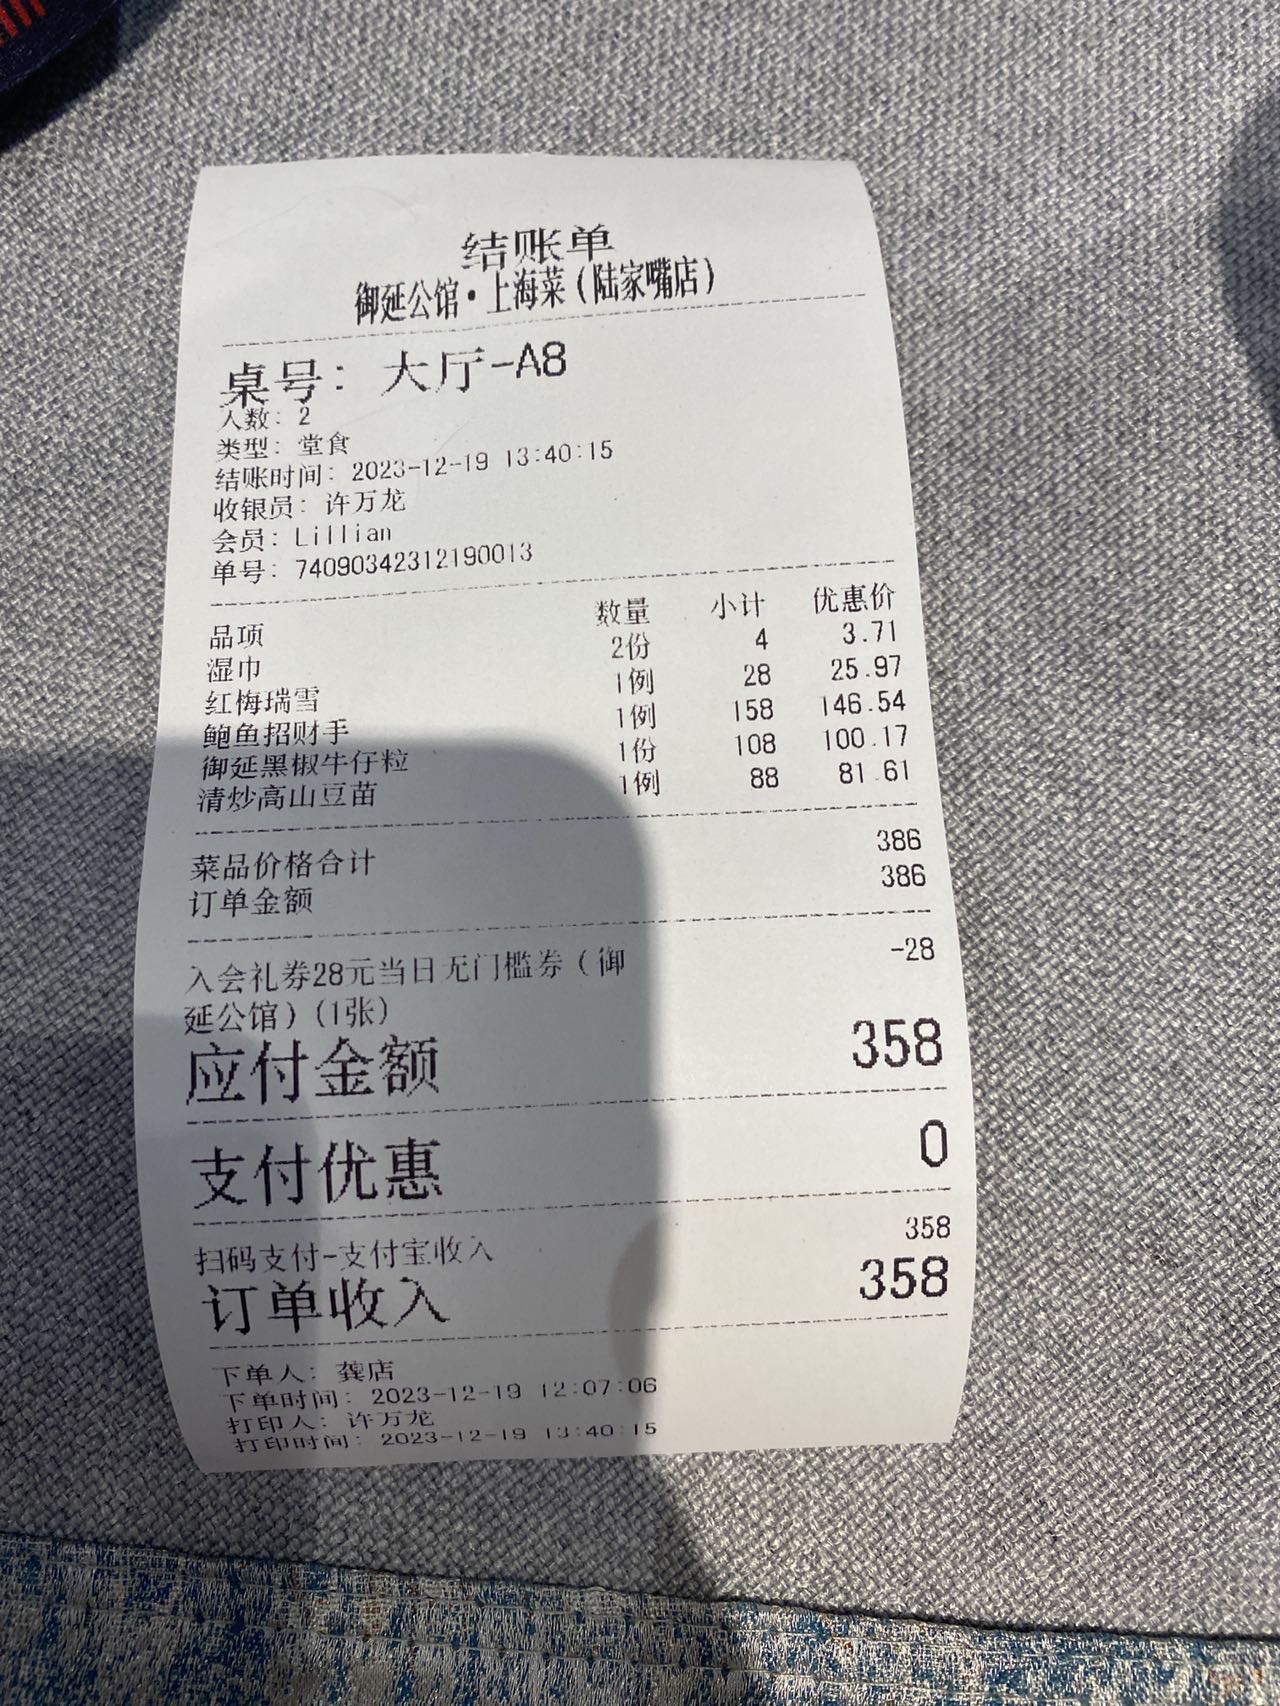 结账单
御延公馆·上海菜(陆家嘴店)
桌号: 大厅-A8
人数: 2
类型: 堂食
结账时间: 2023-12-19 13:40:15
收银员: 许万龙
会员: Lillian
单号: 74090342312190013
品项 数量 小计 优惠价
湿巾 2份 4 3.71
红梅瑞雪 1例 28 25.97
鲍鱼招财手 1例 158 146.54
御延黑椒牛仔粒 1份 108 100.17
清炒高山豆苗 1例 88 81.61
菜品价格合计 386
订单金额 386
入会礼券28元当日无门槛券(御 -28
延公馆)(1张)
应付金额 358
支付优惠 0
扫码支付-支付宝收入 358
订单收入 358
下单人: 龚店
下单时间: 2023-12-19 12:07:06
打印人: 许万龙
打印时间: 2023-12-19 13:40:15